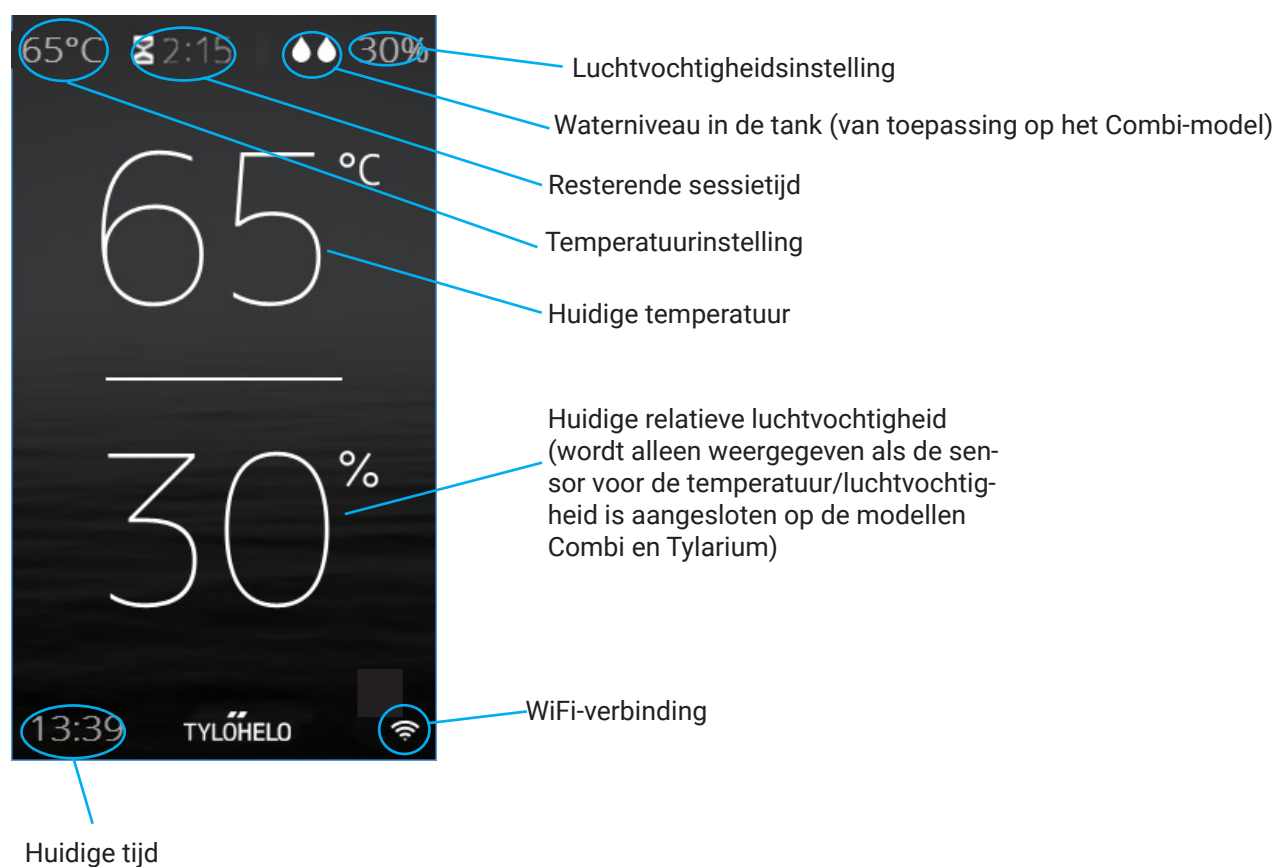 65°C 2:15 30%
Luchtvochtigheidsinstelling
Waterniveau in de tank (van toepassing op het Combi-model)
Resterende sessietijd
Temperatuurinstelling
65 °C
Huidige temperatuur
Huidige relatieve luchtvochtigheid
(wordt alleen weergegeven als de sen-
sor voor de temperatuur/luchtvochtig-
heid is aangesloten op de modellen
Combi en Tylarium)
30 %
WiFi-verbinding
13:39 TYLÖHELO
Huidige tijd